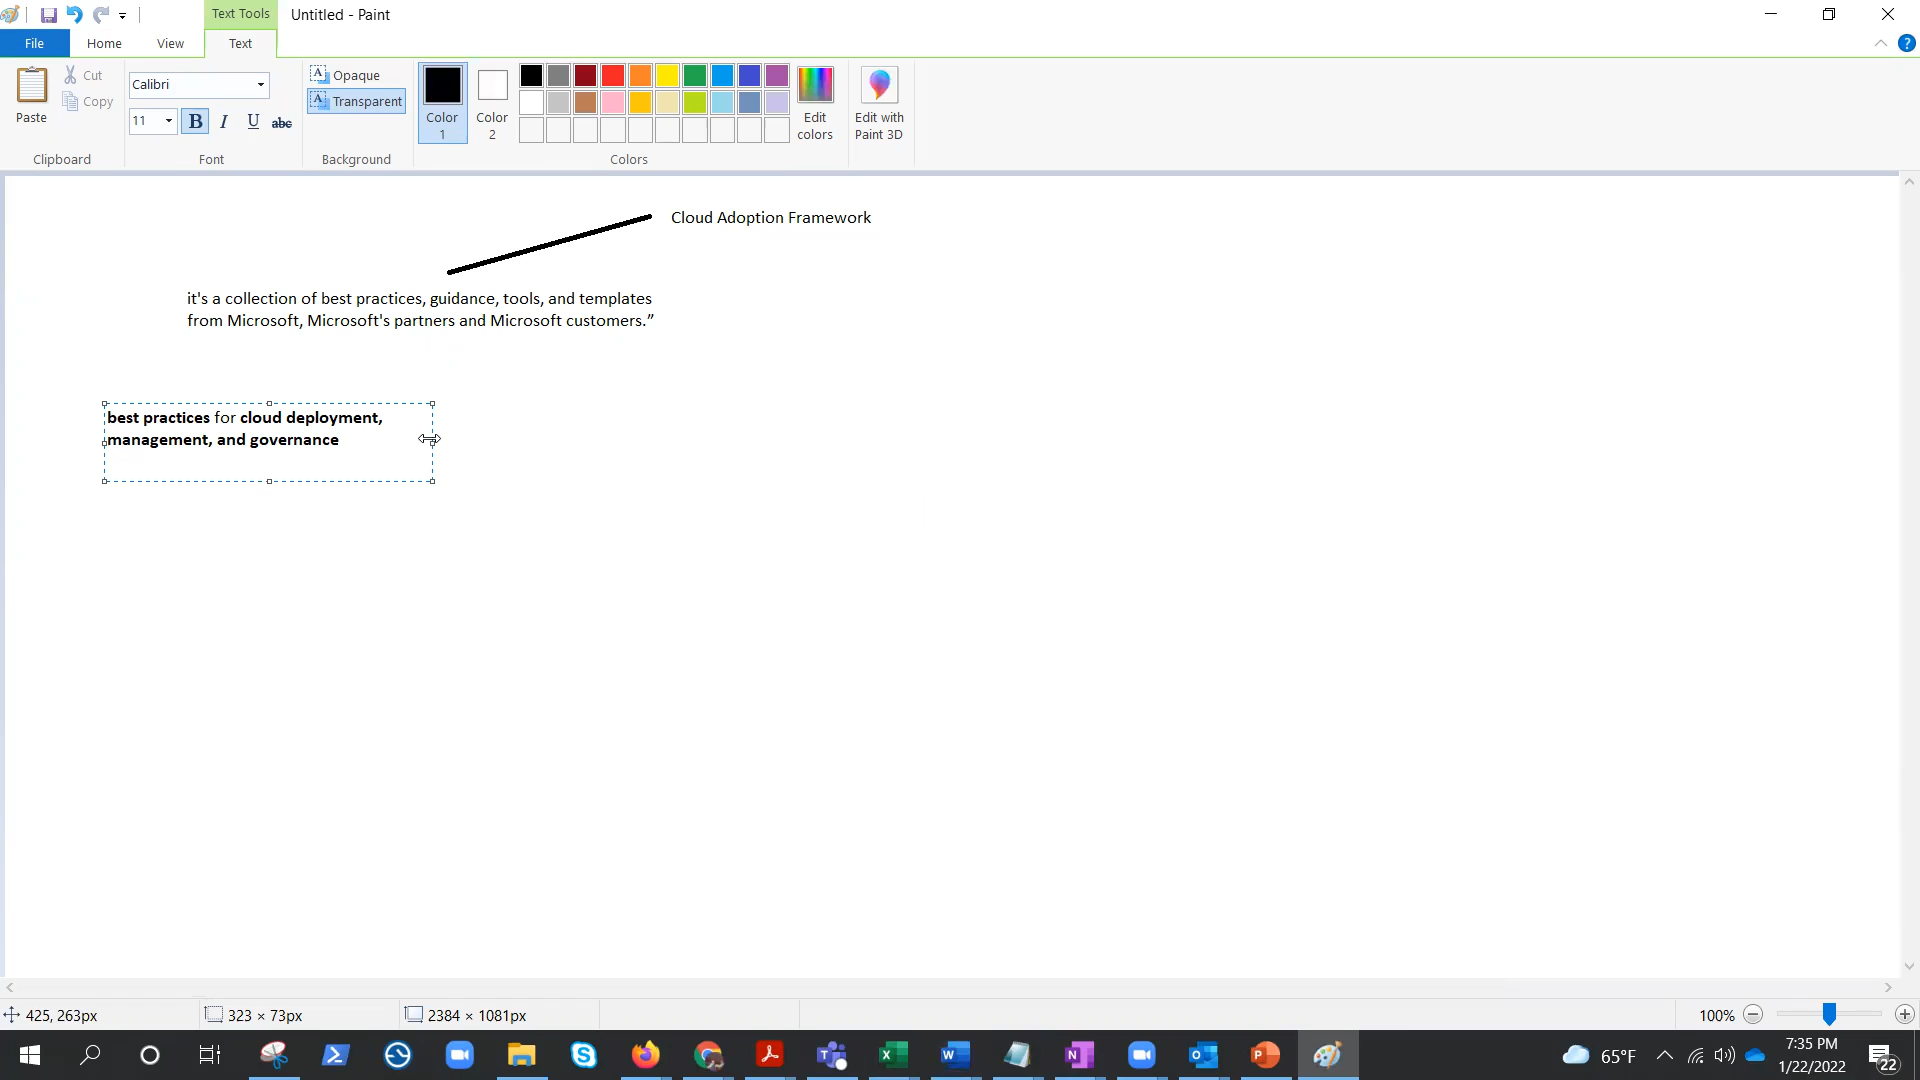 Text Tools
Untitled - Paint
File
Home
View
Text
Paste
Cut
Copy
Calibri
11
B
I
U
abc
Opaque
Transparent
Color
1
Color
2
Edit
colors
Edit with
Paint 3D
Clipboard
Font
Background
Colors
Cloud Adoption Framework
it's a collection of best practices, guidance, tools, and templates
from Microsoft, Microsoft's partners and Microsoft customers.”
best practices for cloud deployment,
management, and governance
425, 263px
323 × 73px
2384 × 1081px
100%
65°F
7:35 PM
1/22/2022
22